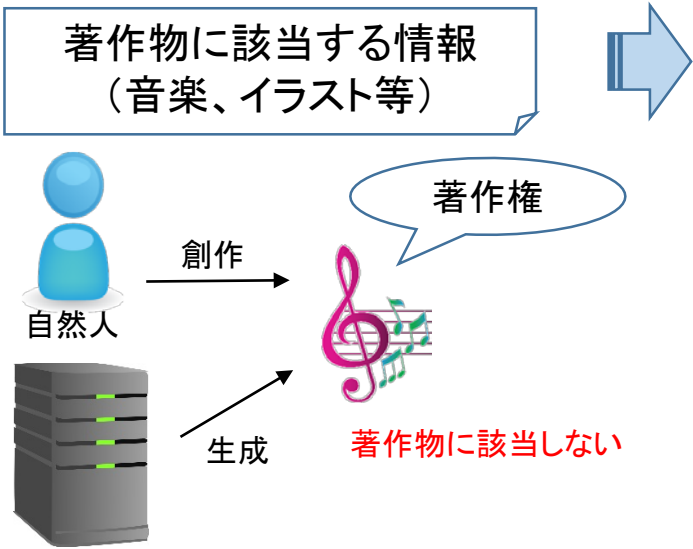 著作物に該当する情報
（音楽、イラスト等）
著作権
創作
自然人
生成
著作物に該当しない